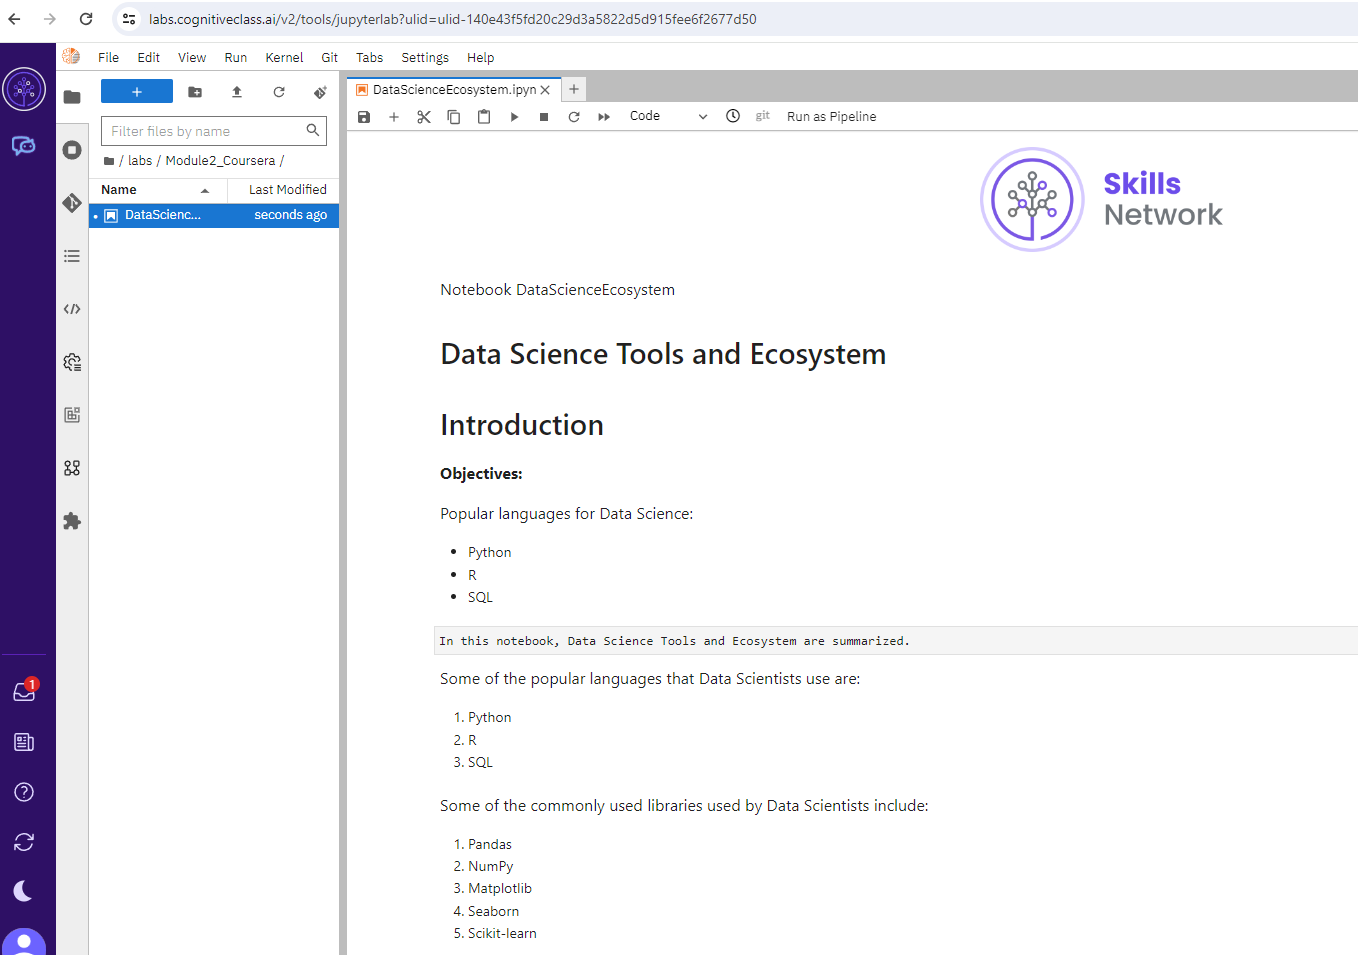 labs.cognitiveclass.ai/v2/tools/jupyterlab?ulid=ulid-140e43f5fd20c29d3a5822d5d915fee6f2677d50
File Edit View Run Kernel Git Tabs Settings Help
DataScienceEcosystem.ipyn
Filter files by name
Code
git
Run as Pipeline
/ labs / Module2_Coursera /
Name Last Modified
DataScienc... seconds ago
Skills
Network
Notebook DataScienceEcosystem
Data Science Tools and Ecosystem
Introduction
Objectives:
Popular languages for Data Science:
• Python
• R
• SQL
In this notebook, Data Science Tools and Ecosystem are summarized.
Some of the popular languages that Data Scientists use are:
1. Python
2. R
3. SQL
Some of the commonly used libraries used by Data Scientists include:
1. Pandas
2. NumPy
3. Matplotlib
4. Seaborn
5. Scikit-learn
1